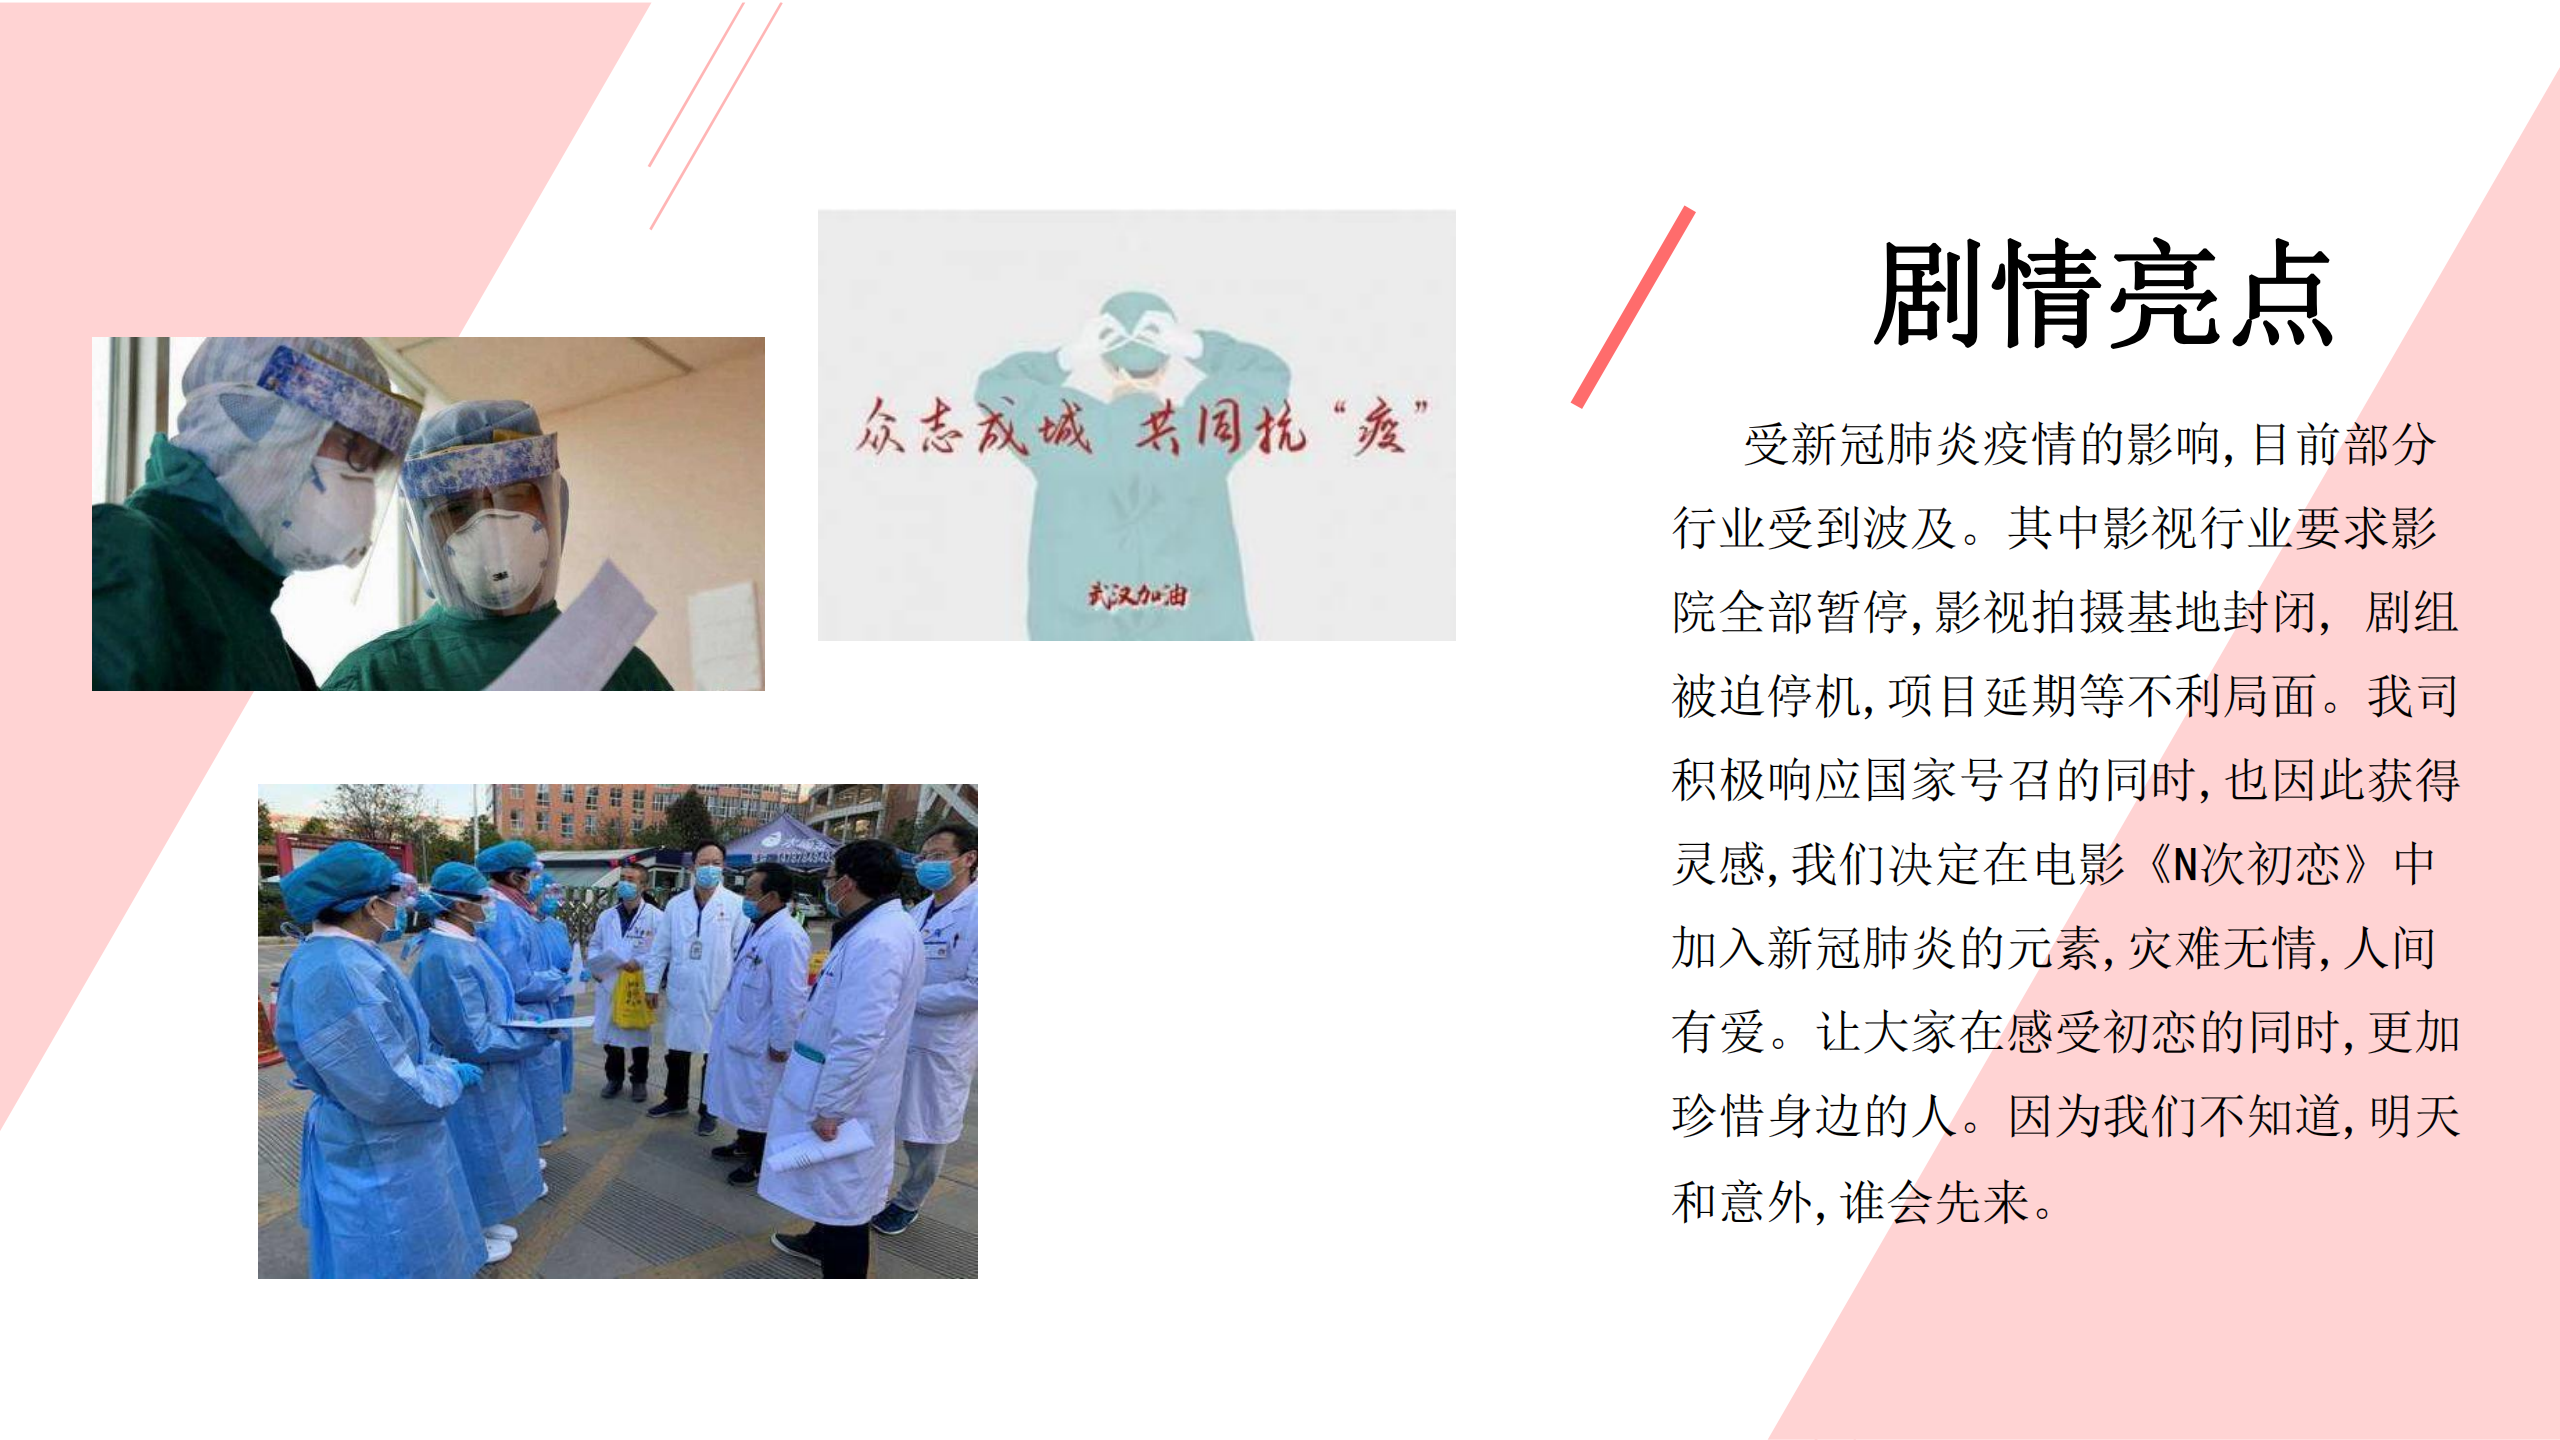 剧情亮点
众志成城 共同抗“疫”
武汉加油
受新冠肺炎疫情的影响,目前部分
行业受到波及。其中影视行业要求影
院全部暂停,影视拍摄基地封闭, 剧组
被迫停机,项目延期等不利局面。我司
积极响应国家号召的同时,也因此获得
灵感,我们决定在电影《N次初恋》中
加入新冠肺炎的元素,灾难无情,人间
有爱。让大家在感受初恋的同时,更加
珍惜身边的人。因为我们不知道,明天
和意外,谁会先来。
3M